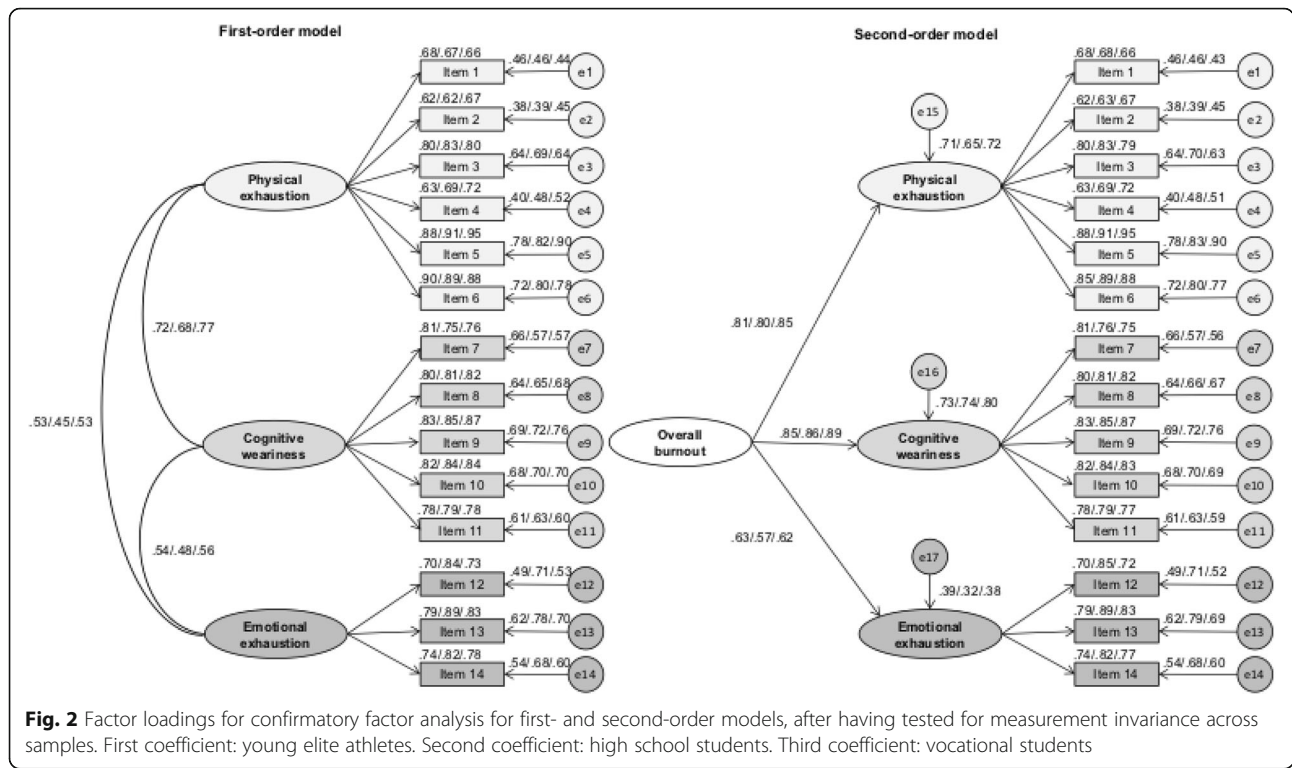 First-order model
.68/.67/.66
.46/.46/.44
Item 1
e1
.62/.62/.67
.38/.39/.45
Item 2
e2
.80/.83/.80
.64/.69/.64
Item 3
e3
Physical
exhaustion
.63/.69/.72
.40/.48/.52
Item 4
e4
.88/.91/.95
.78/.82/.90
Item 5
e5
.90/.89/.88
.72/.80/.78
Item 6
e6
.72/.68/.77
.81/.75/.76
.66/.57/.57
Item 7
e7
.80/.81/.82
.64/.65/.68
Item 8
e8
.53/.45/.53
.83/.85/.87
.69/.72/.76
Item 9
e9
Cognitive
weariness
.82/.84/.84
.68/.70/.70
Item 10
e10
.78/.79/.78
.61/.63/.60
Item 11
e11
.54/.48/.56
.70/.84/.73
.49/.71/.53
Item 12
e12
.79/.89/.83
.62/.78/.70
Item 13
e13
Emotional
exhaustion
.74/.82/.78
.54/.68/.60
Item 14
e14
Second-order model
.68/.68/.66
.46/.46/.43
Item 1
e1
.62/.63/.67
.38/.39/.45
Item 2
e2
e15
.71/.65/.72
.80/.83/.79
.64/.70/.63
Item 3
e3
Physical
exhaustion
.63/.69/.72
.40/.48/.51
Item 4
e4
.88/.91/.95
.78/.83/.90
Item 5
e5
.85/.89/.88
.72/.80/.77
Item 6
e6
.81/.80/.85
.81/.76/.75
.66/.57/.56
Item 7
e7
e16
.73/.74/.80
.80/.81/.82
.64/.66/.67
Item 8
e8
Overall
burnout
.85/.86/.89
Cognitive
weariness
.83/.85/.87
.69/.72/.76
Item 9
e9
.82/.84/.83
.68/.70/.69
Item 10
e10
.78/.79/.77
.61/.63/.59
Item 11
e11
.63/.57/.62
e17
.39/.32/.38
.70/.85/.72
.49/.71/.52
Item 12
e12
.79/.89/.83
.62/.79/.69
Item 13
e13
Emotional
exhaustion
.74/.82/.77
.54/.68/.60
Item 14
e14
Fig. 2 Factor loadings for confirmatory factor analysis for first- and second-order models, after having tested for measurement invariance across
samples. First coefficient: young elite athletes. Second coefficient: high school students. Third coefficient: vocational students